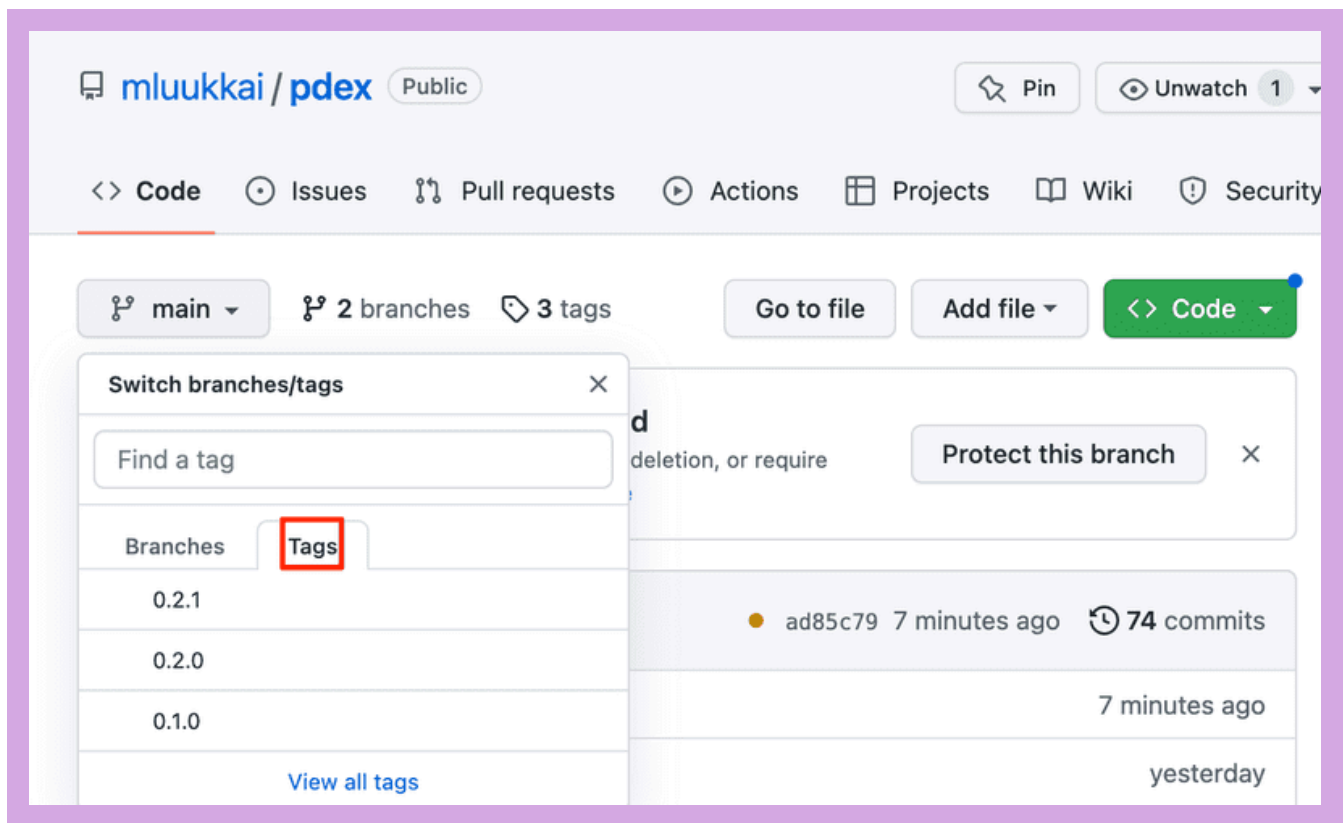 mluukkai / pdex Public
Pin
Unwatch 1
Code
Issues
Pull requests
Actions
Projects
Wiki
Security
main
2 branches
3 tags
Go to file
Add file
Code
Switch branches/tags
Find a tag
Branches
Tags
0.2.1
0.2.0
0.1.0
View all tags
d
deletion, or require
Protect this branch
ad85c79 7 minutes ago 74 commits
7 minutes ago
yesterday